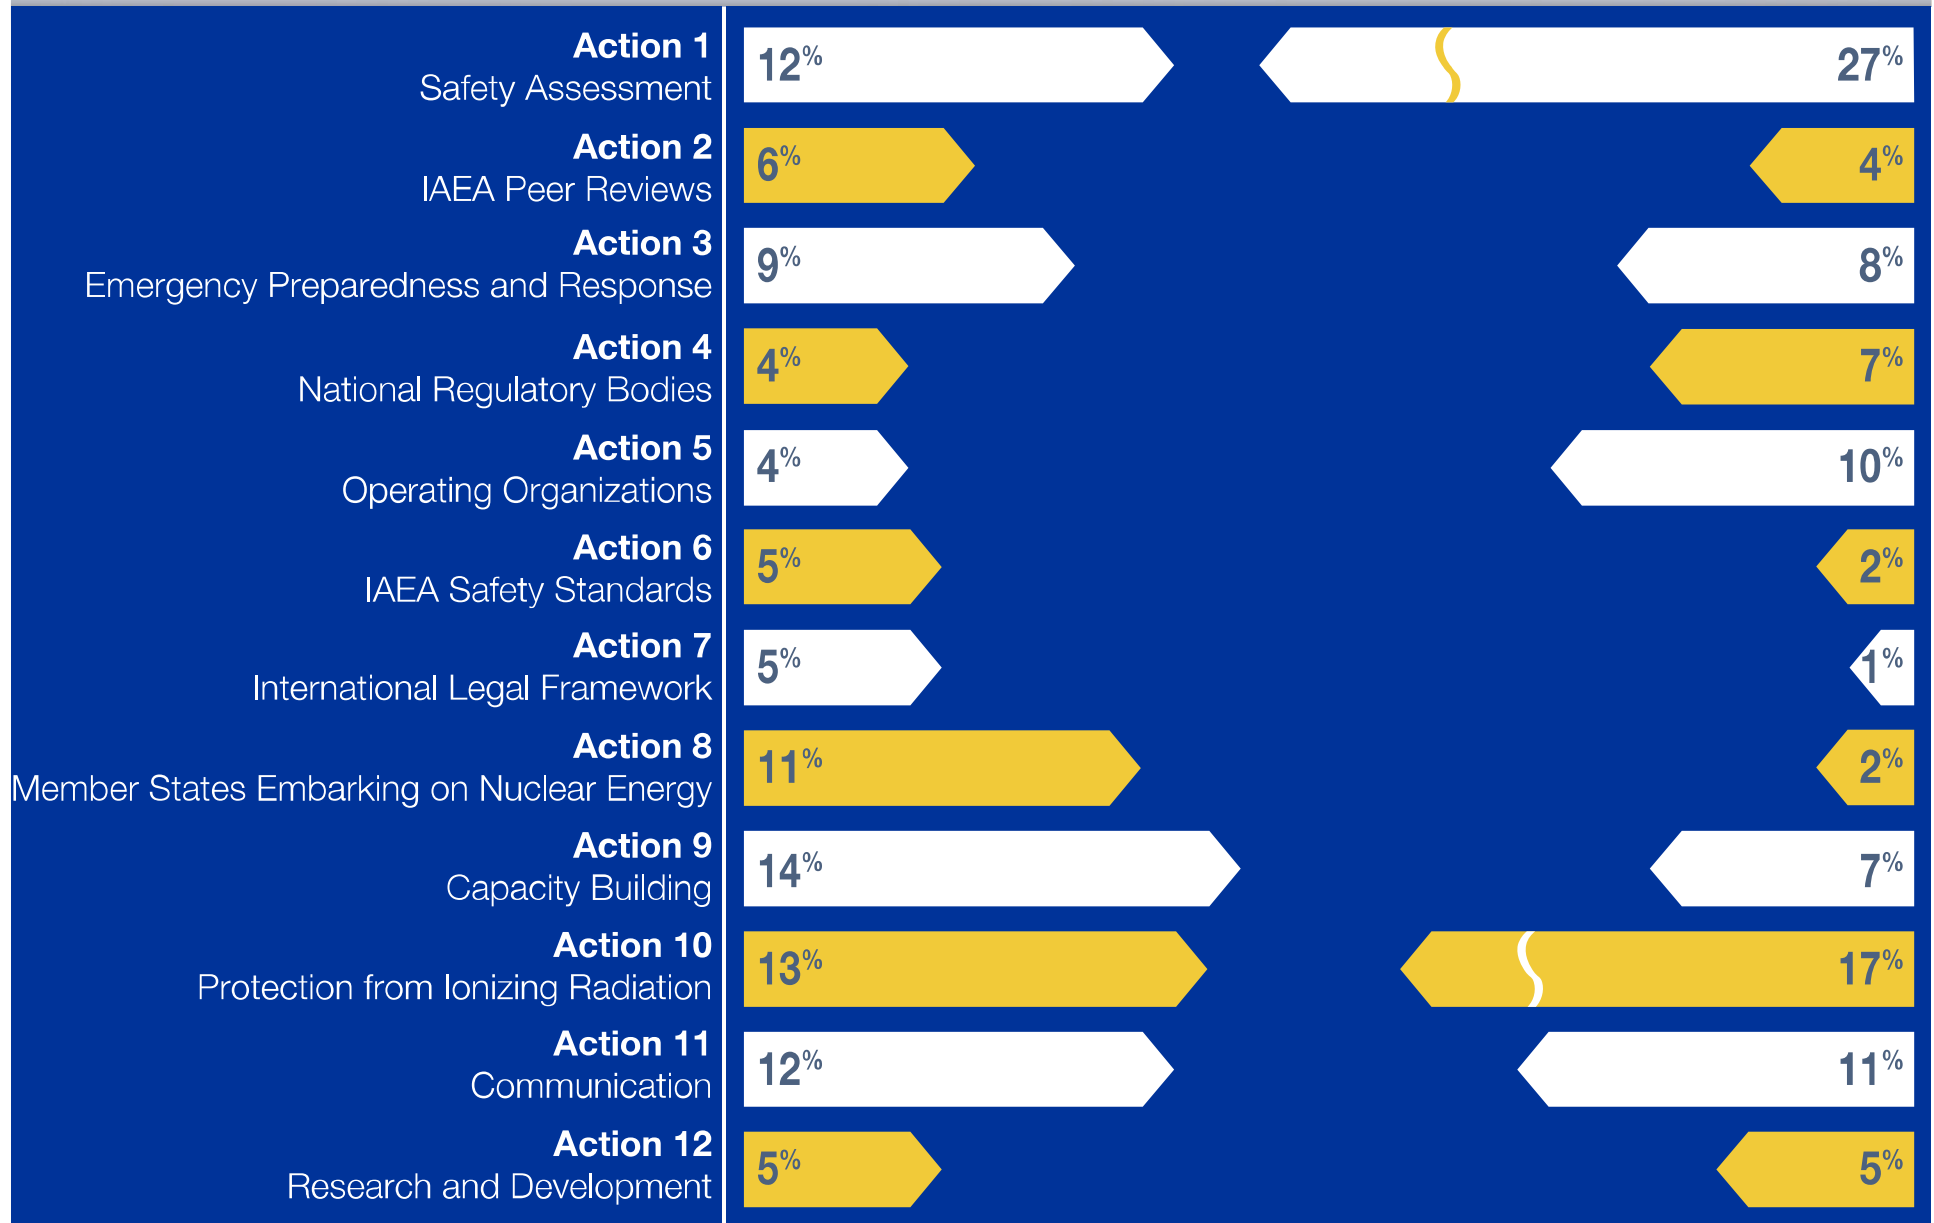 Action 1
Safety Assessment
12% 27%
Action 2
IAEA Peer Reviews
6% 4%
Action 3
Emergency Preparedness and Response
9% 8%
Action 4
National Regulatory Bodies
4% 7%
Action 5
Operating Organizations
4% 10%
Action 6
IAEA Safety Standards
5% 2%
Action 7
International Legal Framework
5% 1%
Action 8
Member States Embarking on Nuclear Energy
11% 2%
Action 9
Capacity Building
14% 7%
Action 10
Protection from Ionizing Radiation
13% 17%
Action 11
Communication
12% 11%
Action 12
Research and Development
5% 5%